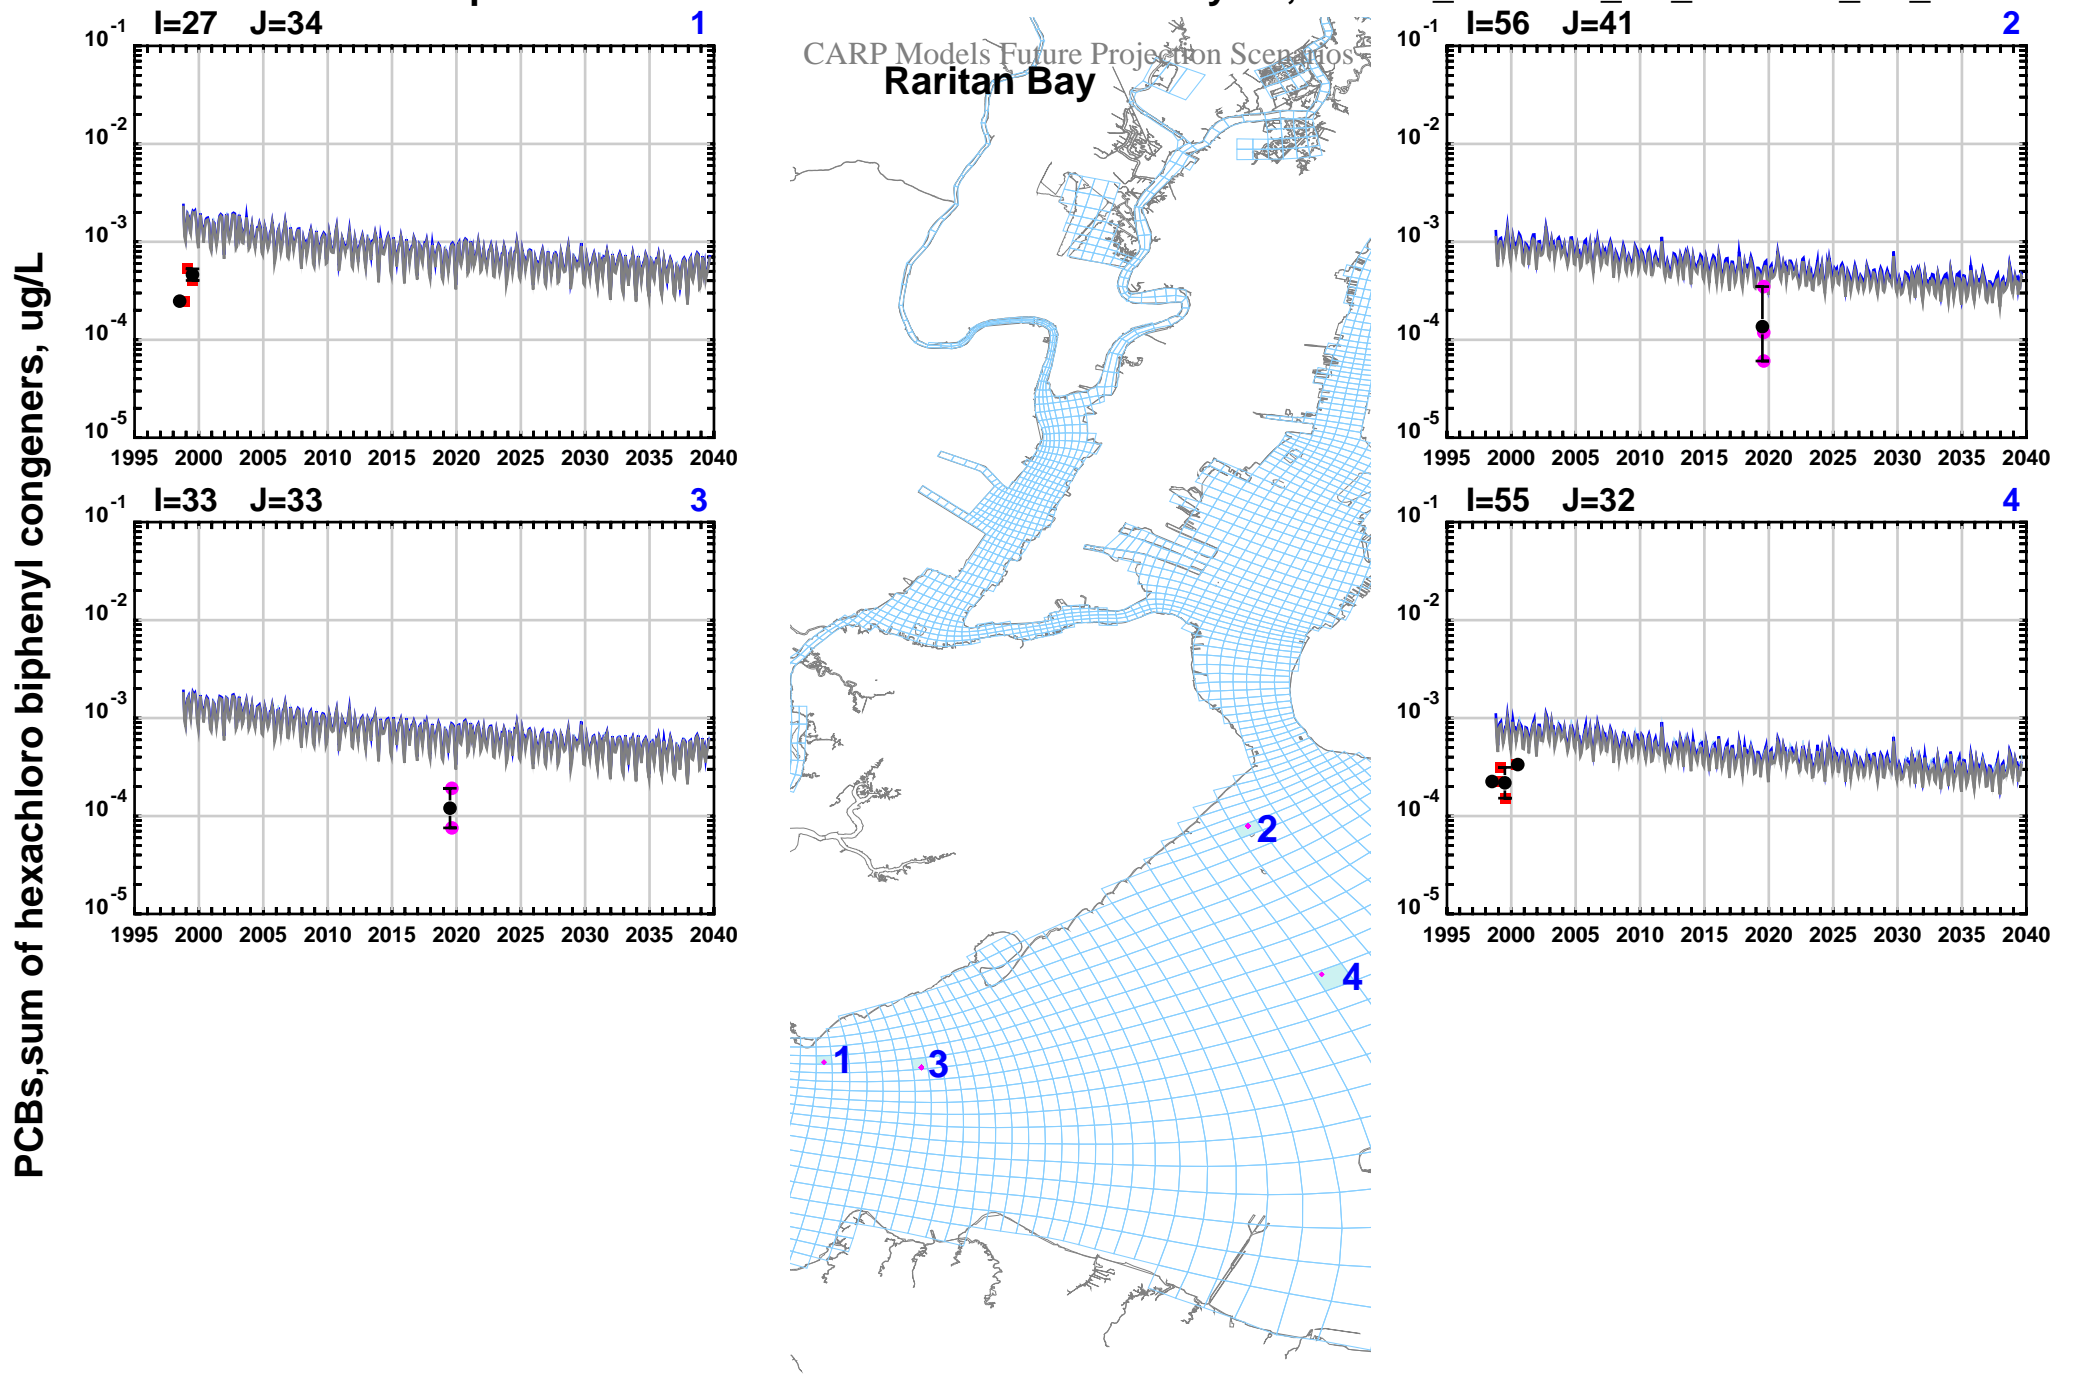 I=27 J=34 1
CARP Models Future Projection Scenarios
Raritan Bay
I=56 J=41 2
PCBs,sum of hexachloro biphenyl congeners, ug/L
10-1
10-2
10-3
10-4
10-5
1995 2000 2005 2010 2015 2020 2025 2030 2035 2040
10-1
10-2
10-3
10-4
10-5
1995 2000 2005 2010 2015 2020 2025 2030 2035 2040
I=33 J=33 3
10-1
10-2
10-3
10-4
10-5
1995 2000 2005 2010 2015 2020 2025 2030 2035 2040
I=55 J=32 4
10-1
10-2
10-3
10-4
10-5
1995 2000 2005 2010 2015 2020 2025 2030 2035 2040
2
4
1
3